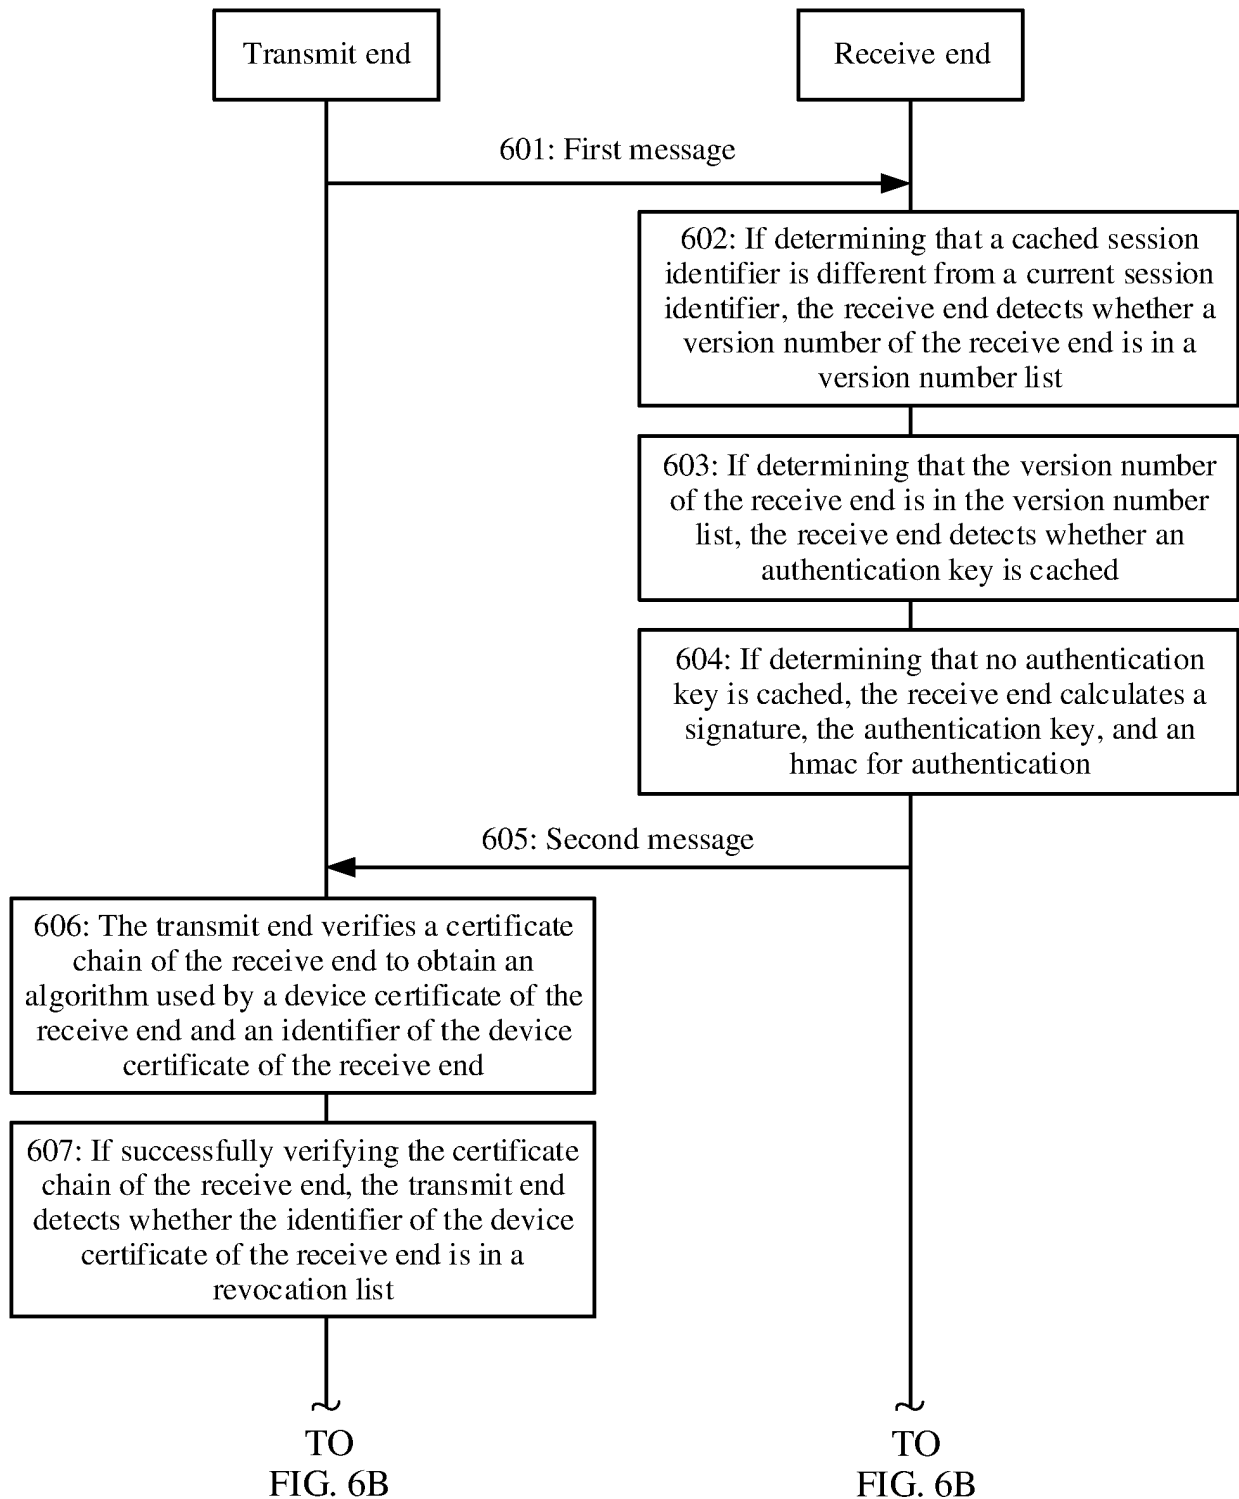 Transmit end
Receive end
601: First message
602: If determining that a cached session
identifier is different from a current session
identifier, the receive end detects whether a
version number of the receive end is in a
version number list
603: If determining that the version number
of the receive end is in the version number
list, the receive end detects whether an
authentication key is cached
604: If determining that no authentication
key is cached, the receive end calculates a
signature, the authentication key, and an
hmac for authentication
605: Second message
606: The transmit end verifies a certificate
chain of the receive end to obtain an
algorithm used by a device certificate of the
receive end and an identifier of the device
certificate of the receive end
607: If successfully verifying the certificate
chain of the receive end, the transmit end
detects whether the identifier of the device
certificate of the receive end is in a
revocation list
TO
FIG. 6B
TO
FIG. 6B